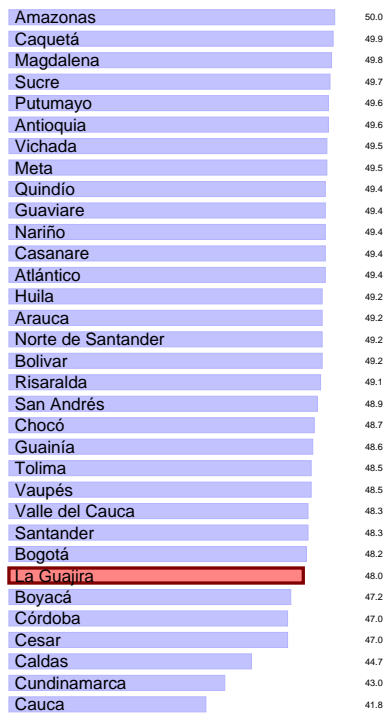 Amazonas 50.0
Caquetá 49.9
Magdalena 49.8
Sucre 49.7
Putumayo 49.6
Antioquia 49.6
Vichada 49.5
Meta 49.5
Quindío 49.4
Guaviare 49.4
Nariño 49.4
Casanare 49.4
Atlántico 49.4
Huila 49.2
Arauca 49.2
Norte de Santander 49.2
Bolivar 49.2
Risaralda 49.1
San Andrés 48.9
Chocó 48.7
Guainía 48.6
Tolima 48.5
Vaupés 48.5
Valle del Cauca 48.3
Santander 48.3
Bogotá 48.2
La Guajira 48.0
Boyacá 47.2
Córdoba 47.0
Cesar 47.0
Caldas 44.7
Cundinamarca 43.0
Cauca 41.8